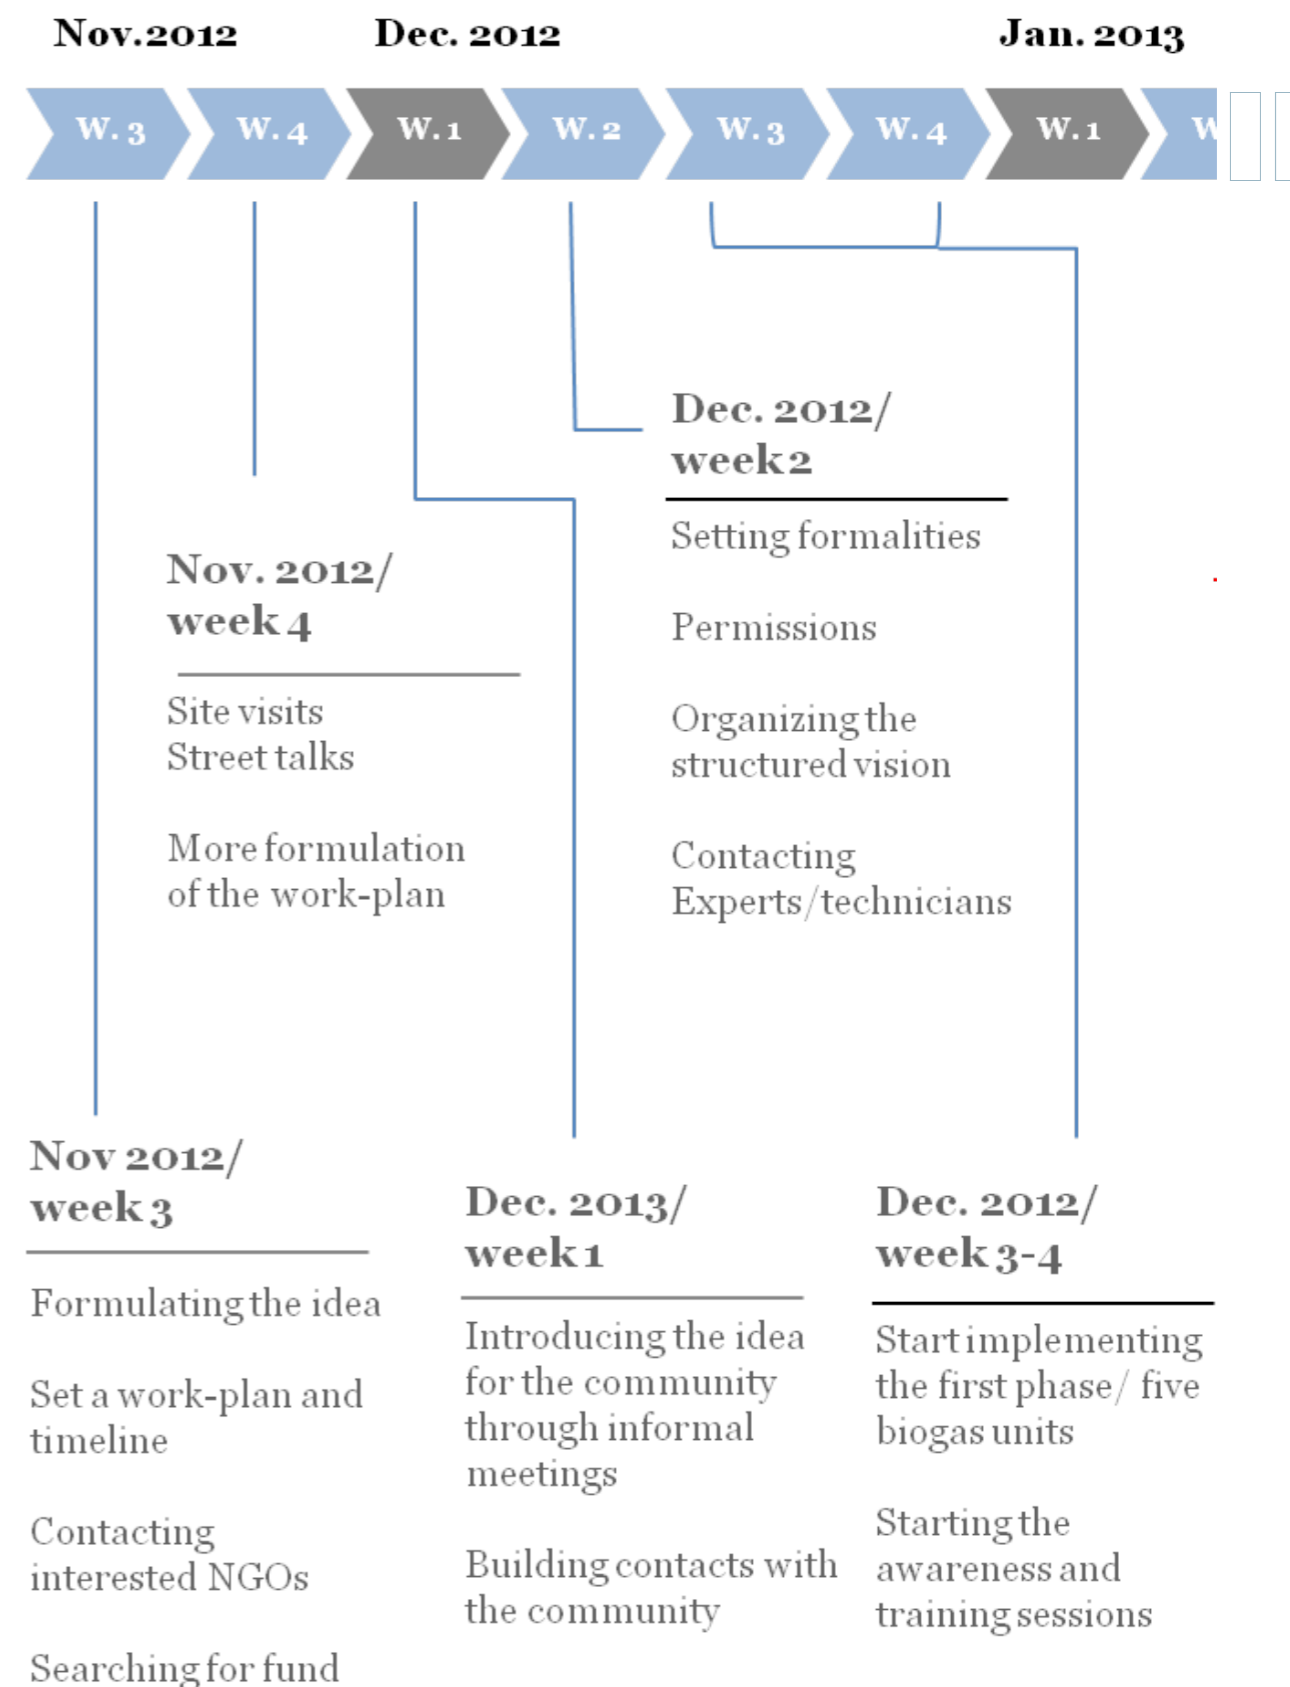 Nov.2012
Dec. 2012
Jan. 2013
W. 3
W. 4
W. 1
W. 2
W. 3
W. 4
W. 1
W
Dec. 2012/
week 2
Setting formalities
Permissions
Organizing the
structured vision
Contacting
Experts/technicians
Nov. 2012/
week 4
Site visits
Street talks
More formulation
of the work-plan
Nov 2012/
week 3
Formulating the idea
Set a work-plan and
timeline
Contacting
interested NGOs
Searching for fund
Dec. 2013/
week 1
Introducing the idea
for the community
through informal
meetings
Building contacts with
the community
Dec. 2012/
week 3-4
Start implementing
the first phase/ five
biogas units
Starting the
awareness and
training sessions